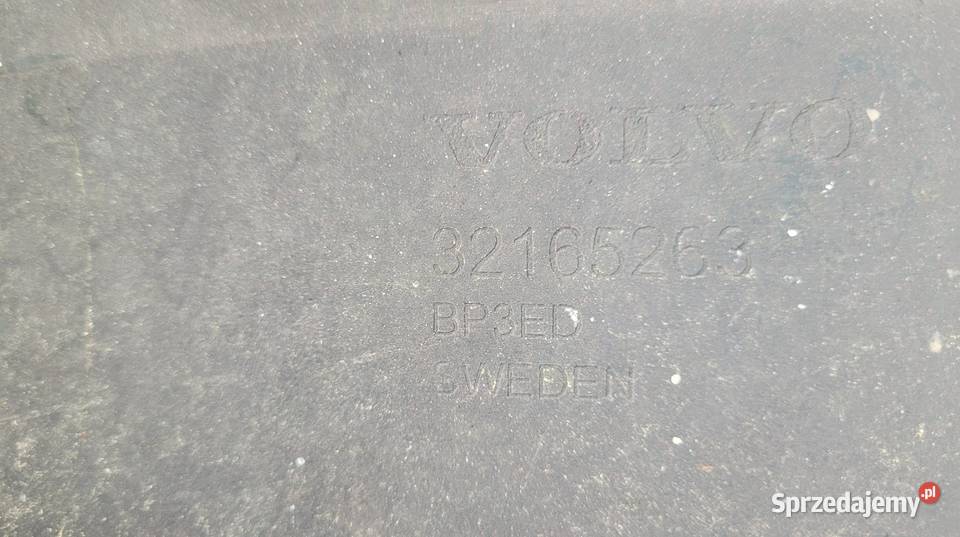 VOLVO
32165263
BP3ED
SWEDEN
Sprzedajemy.pl